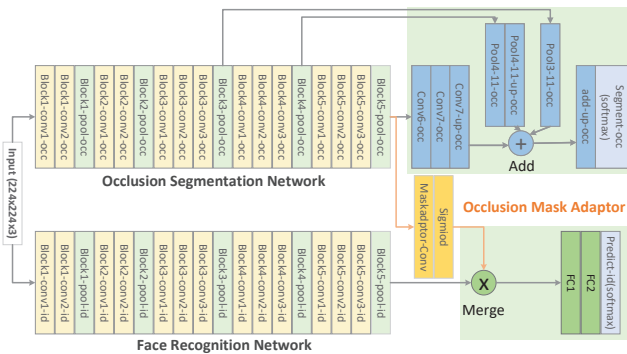 Input (224x224x3)
Block1-conv1-occ
Block1-conv2-occ
Block1-pool-occ
Block2-conv1-occ
Block2-conv2-occ
Block2-pool-occ
Block3-conv1-occ
Block3-conv2-occ
Block3-conv3-occ
Block3-pool-occ
Block4-conv1-occ
Block4-conv2-occ
Block4-conv3-occ
Block4-pool-occ
Block5-conv1-occ
Block5-conv2-occ
Block5-conv3-occ
Block5-pool-occ
Occlusion Segmentation Network
Conv6-occ
Conv7-occ
Conv7-up-occ
Pool4-11-occ
Pool4-11-up-occ
Pool3-11-occ
+
Add
add-up-occ
Segment-occ
(softmax)
Maskadptor-Conv
Sigmiod
Occlusion Mask Adaptor
Block1-conv1-id
Block1-conv2-id
Block1-pool-id
Block2-conv1-id
Block2-conv2-id
Block2-pool-id
Block3-conv1-id
Block3-conv2-id
Block3-conv3-id
Block3-pool-id
Block4-conv1-id
Block4-conv2-id
Block4-conv3-id
Block4-pool-id
Block5-conv1-id
Block5-conv2-id
Block5-conv3-id
Block5-pool-id
Face Recognition Network
X
Merge
FC1
FC2
Predict-id(softmax)